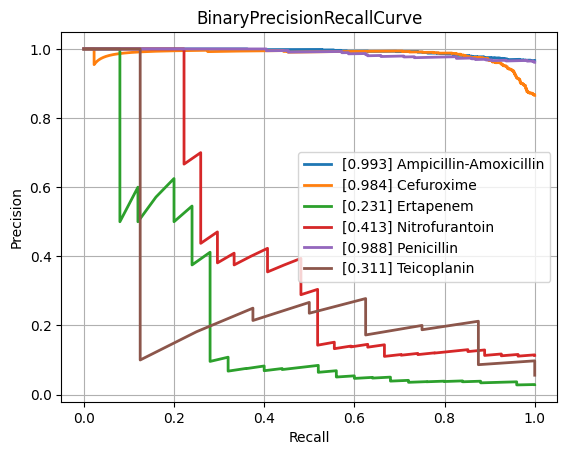 BinaryPrecisionRecallCurve
1.0
0.8
0.6
0.4
0.2
0.0
Precision
[0.993] Ampicillin-Amoxicillin
[0.984] Cefuroxime
[0.231] Ertapenem
[0.413] Nitrofurantoin
[0.988] Penicillin
[0.311] Teicoplanin
0.0 0.2 0.4 0.6 0.8 1.0
Recall